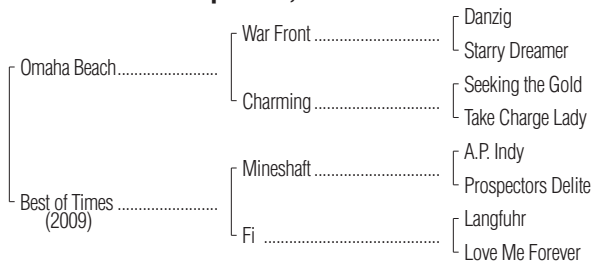 Danzig
War Front ........................................
Starry Dreamer
Omaha Beach..........................
Seeking the Gold
Charming ........................................
Take Charge Lady
A.P. Indy
Mineshaft ........................................
Prospectors Delite
Best of Times ..........................
(2009)
Langfuhr
Fi ........................................
Love Me Forever